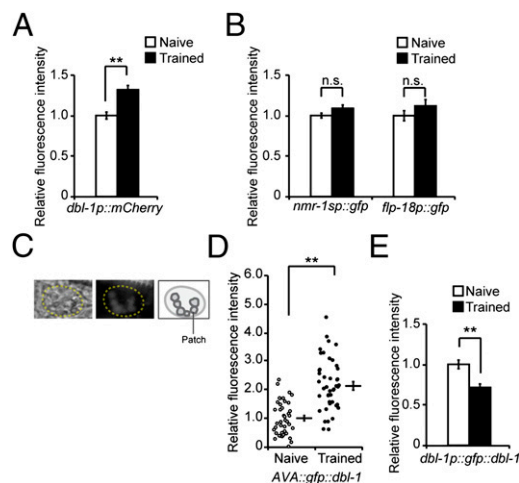 A
Naive
Trained
Relative fluorescence intensity
1.5
**
1.0
0.5
0
dbl-1p::mCherry
B
Naive
Trained
Relative fluorescence intensity
1.5
n.s.
n.s.
1.0
0.5
0
nmr-1sp::gfp
flp-18p::gfp
C
Patch
D
Relative fluorescence intensity
6.0
**
5.0
4.0
3.0
2.0
1.0
0
Naive
Trained
AVA::gfp::dbl-1
E
Naive
Trained
Relative fluorescence intensity
1.5
**
1.0
0.5
0
dbl-1p::gfp::dbl-1